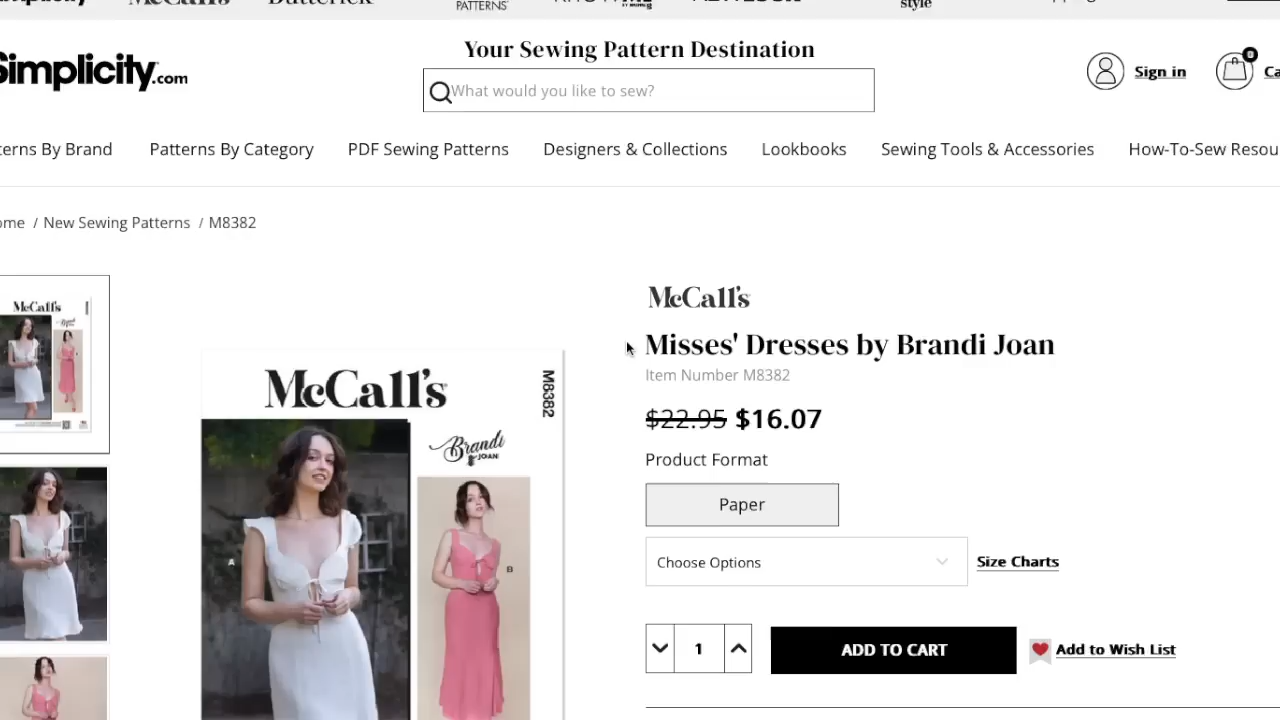 PATTERNS'
style
Simplicity.com
Your Sewing Pattern Destination
What would you like to sew?
Sign in
0
Patterns By Category
PDF Sewing Patterns
Designers & Collections
Lookbooks
Sewing Tools & Accessories
How-To-Sew Resou
terns By Brand
ome / New Sewing Patterns / M8382
McCall's
McCall's
Misses' Dresses by Brandi Joan
Item Number M8382
$22.95 $16.07
Product Format
Paper
Choose Options
Size Charts
1
ADD TO CART
Add to Wish List
McCall's
M8382
Brandi
JOAN
A
B